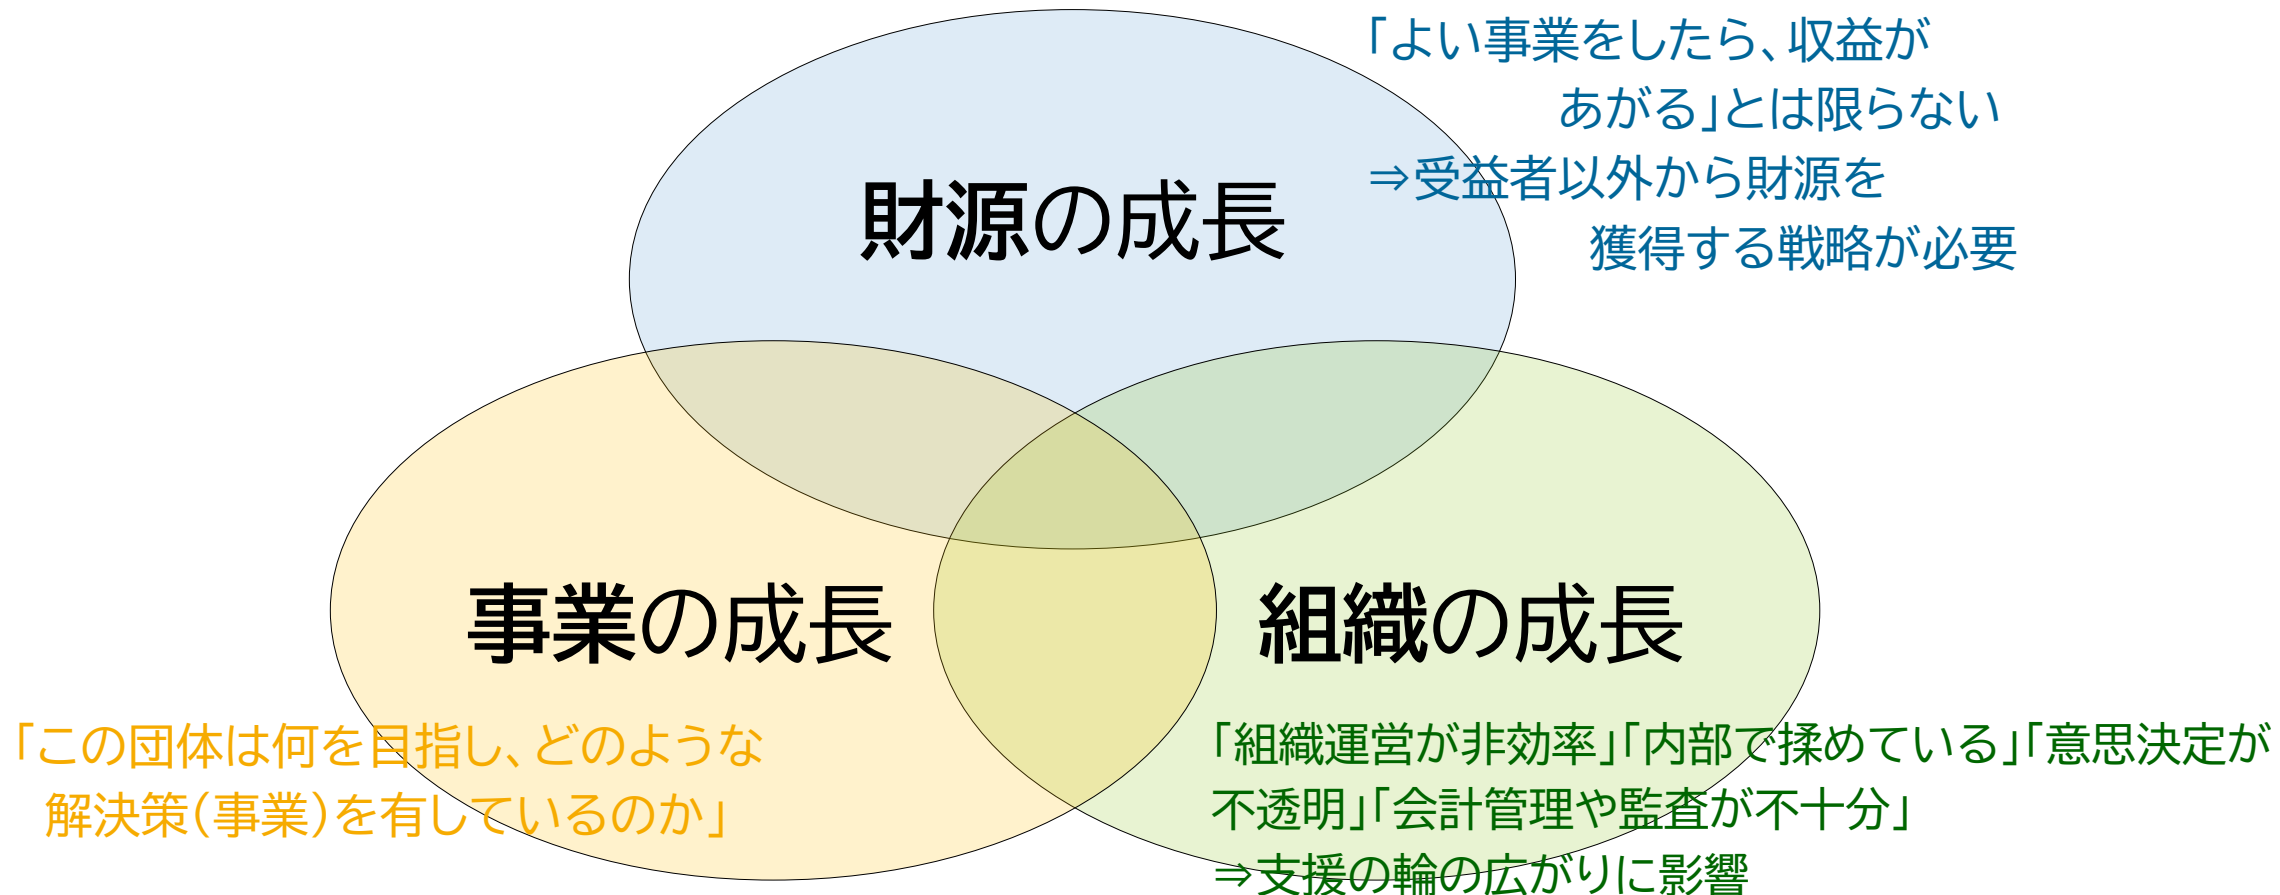 「よい事業をしたら、収益が
あがる」とは限らない
⇒受益者以外から財源を
獲得する戦略が必要
財源の成長
事業の成長
組織の成長
「この団体は何を目指し、どのような
解決策(事業)を有しているのか」
「組織運営が非効率」「内部で揉めている」「意思決定が
不透明」「会計管理や監査が不十分」
⇒支援の輪の広がりに影響